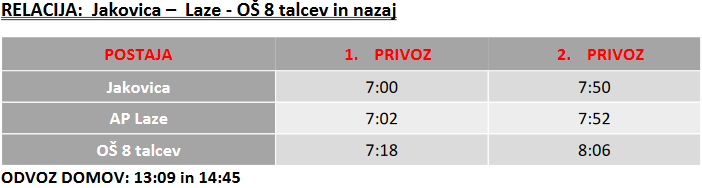 RELACIJA:  Jakovica –  Laze - OŠ 8 talcev in nazaj
POSTAJA 1. PRIVOZ 2. PRIVOZ
Jakovica 7:00 7:50
AP Laze 7:02 7:52
OŠ 8 talcev 7:18 8:06
ODVOZ DOMOV: 13:09 in 14:45